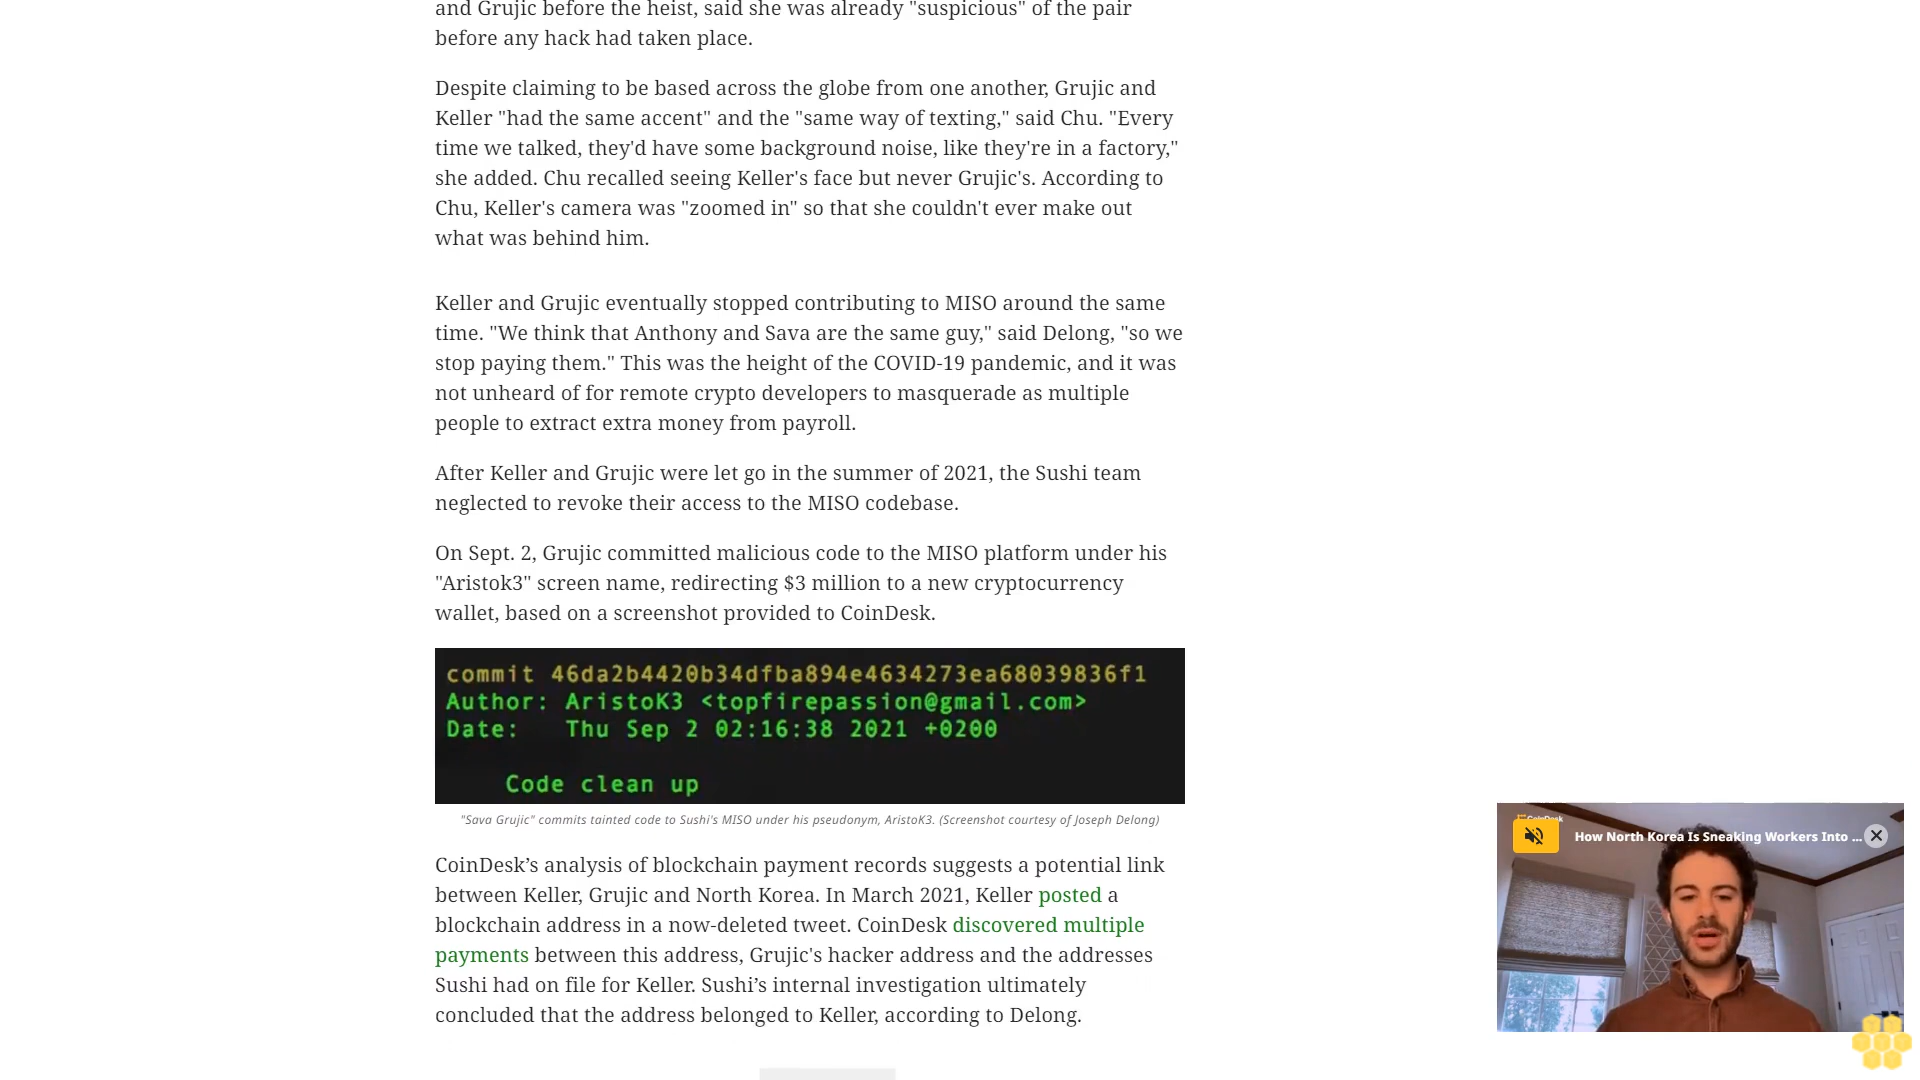 and Grujic before the heist, said she was already "suspicious" of the pair
before any hack had taken place.
Despite claiming to be based across the globe from one another, Grujic and
Keller "had the same accent" and the "same way of texting," said Chu. "Every
time we talked, they'd have some background noise, like they're in a factory,"
she added. Chu recalled seeing Keller's face but never Grujic's. According to
Chu, Keller's camera was "zoomed in" so that she couldn't ever make out
what was behind him.
Keller and Grujic eventually stopped contributing to MISO around the same
time. "We think that Anthony and Sava are the same guy," said Delong, "so we
stop paying them." This was the height of the COVID-19 pandemic, and it was
not unheard of for remote crypto developers to masquerade as multiple
people to extract extra money from payroll.
After Keller and Grujic were let go in the summer of 2021, the Sushi team
neglected to revoke their access to the MISO codebase.
On Sept. 2, Grujic committed malicious code to the MISO platform under his
"Aristok3" screen name, redirecting $3 million to a new cryptocurrency
wallet, based on a screenshot provided to CoinDesk.
commit 46da2b4420b34dfba894e4634273ea68039836f1
Author: AristoK3 <topfirepassion@gmail.com>
Date: Thu Sep 2 02:16:38 2021 +0200
Code clean up
"Sava Grujic" commits tainted code to Sushi's MISO under his pseudonym, AristoK3. (Screenshot courtesy of Joseph Delong)
CoinDesk’s analysis of blockchain payment records suggests a potential link
between Keller, Grujic and North Korea. In March 2021, Keller posted a
blockchain address in a now-deleted tweet. CoinDesk discovered multiple
payments between this address, Grujic's hacker address and the addresses
Sushi had on file for Keller. Sushi’s internal investigation ultimately
concluded that the address belonged to Keller, according to Delong.
CoinDesk
How North Korea Is Sneaking Workers Into ...